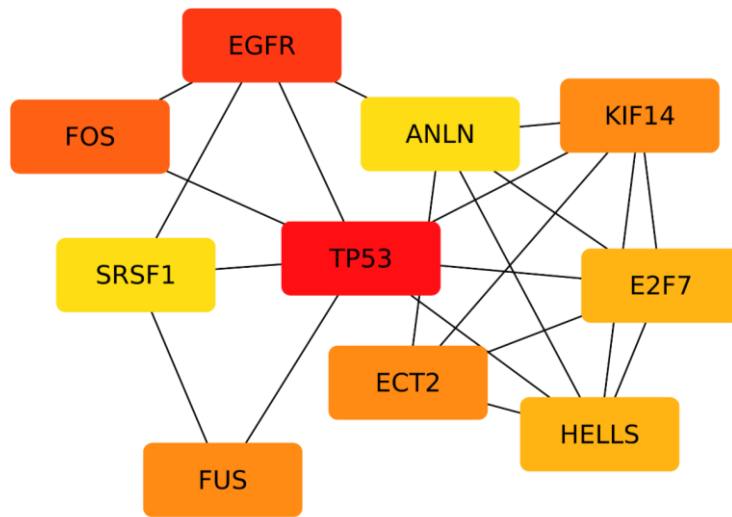 EGFR
FOS
ANLN
KIF14
SRSF1
TP53
E2F7
ECT2
HELLS
FUS